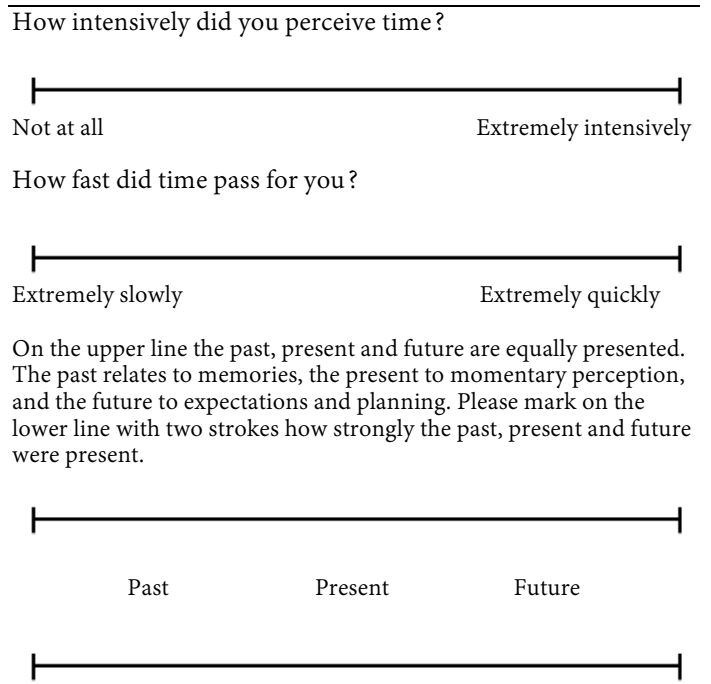 How intensively did you perceive time?
Not at all Extremely intensively
How fast did time pass for you?
Extremely slowly Extremely quickly
On the upper line the past, present and future are equally presented.
The past relates to memories, the present to momentary perception,
and the future to expectations and planning. Please mark on the
lower line with two strokes how strongly the past, present and future
were present.
Past Present Future